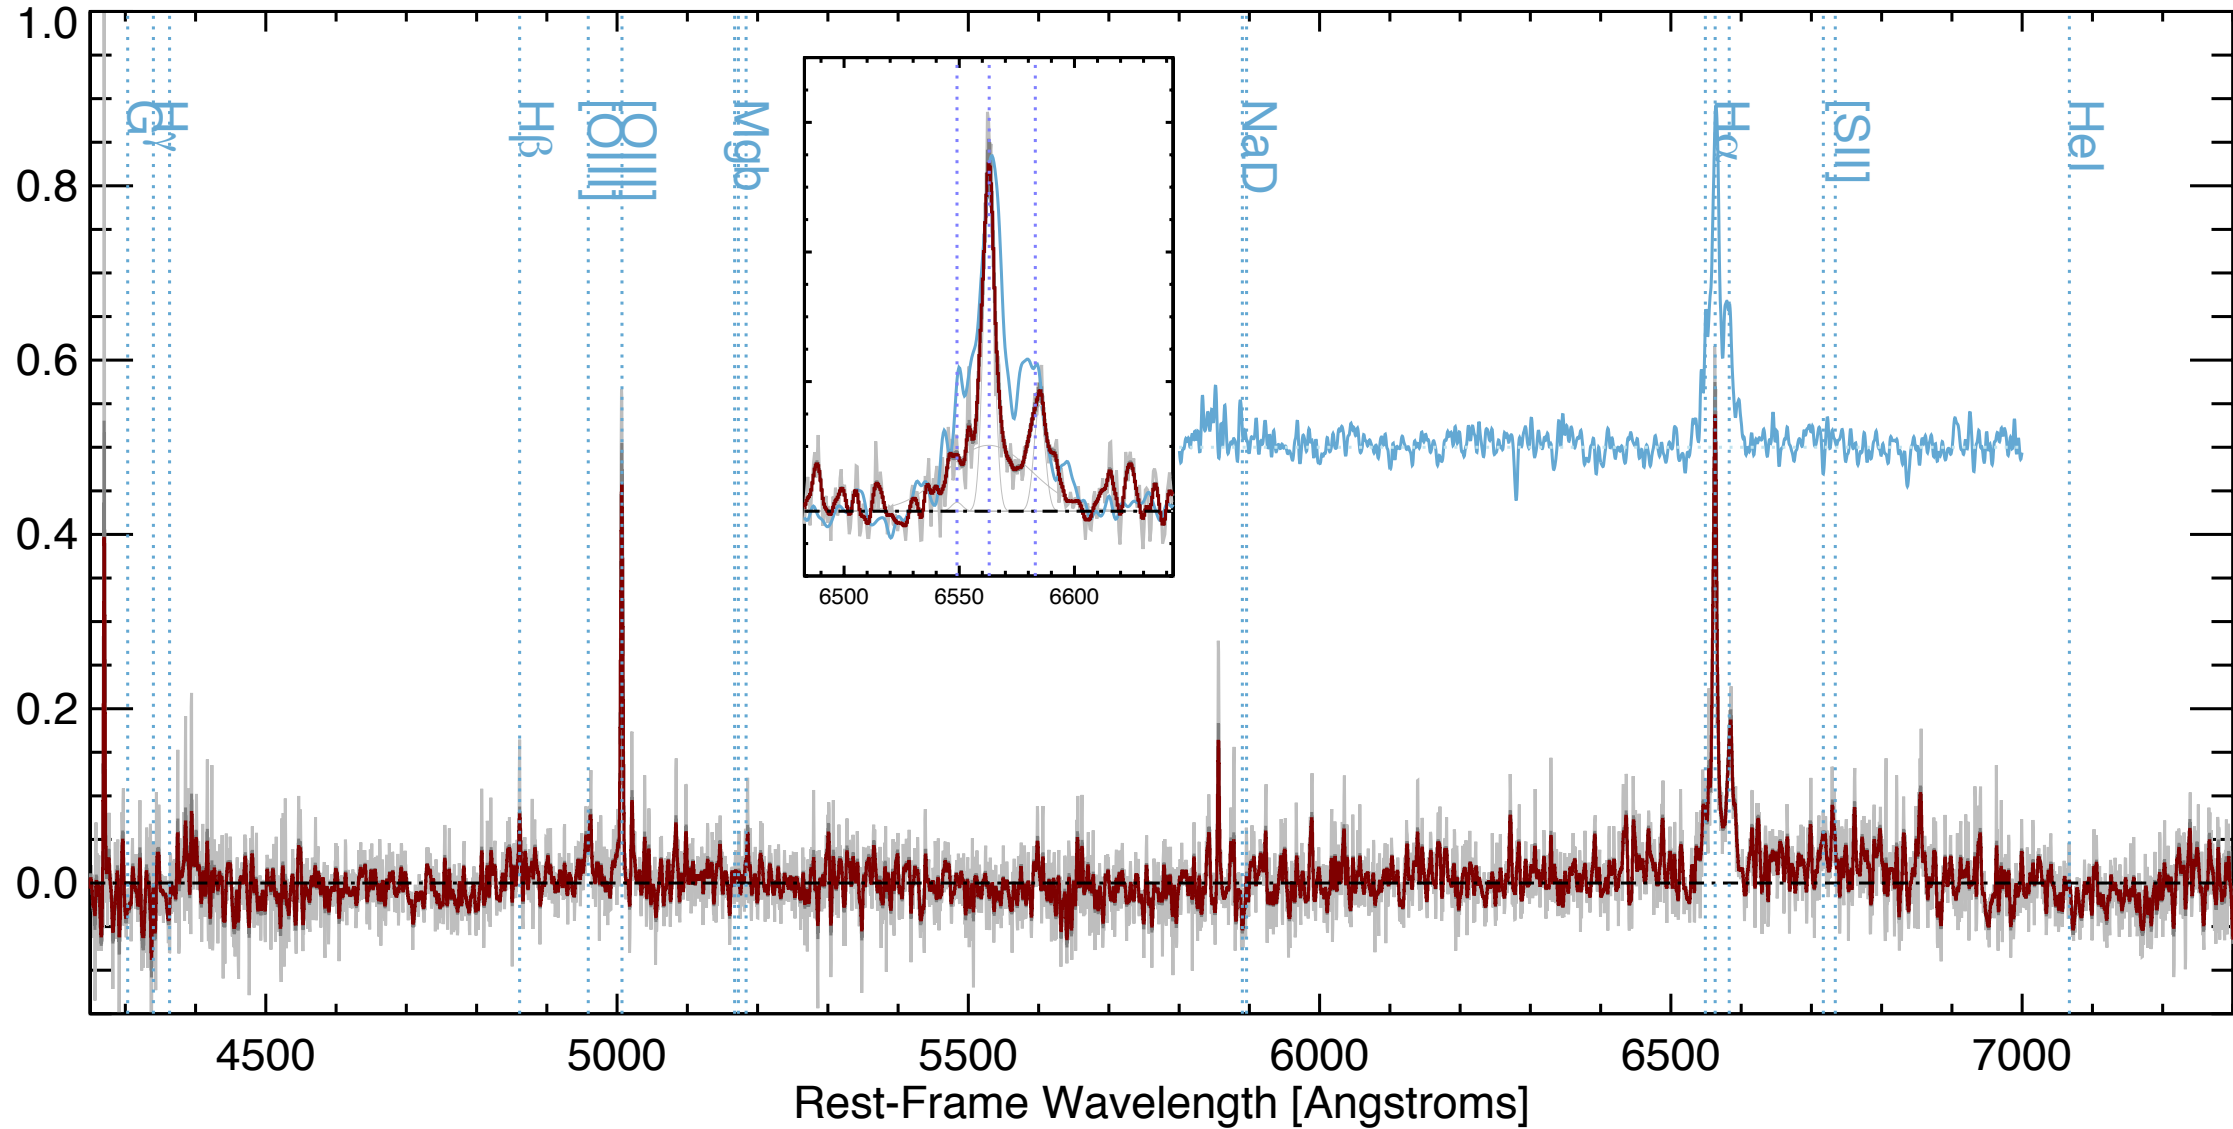 1.0
0.8
0.6
0.4
0.2
0.0
G
Hγ
Hβ
[OIII]
[OIII]
Mgb
NaD
Hα
[SII]
HeI
6500 6550 6600
4500 5000 5500 6000 6500 7000
Rest-Frame Wavelength [Angstroms]